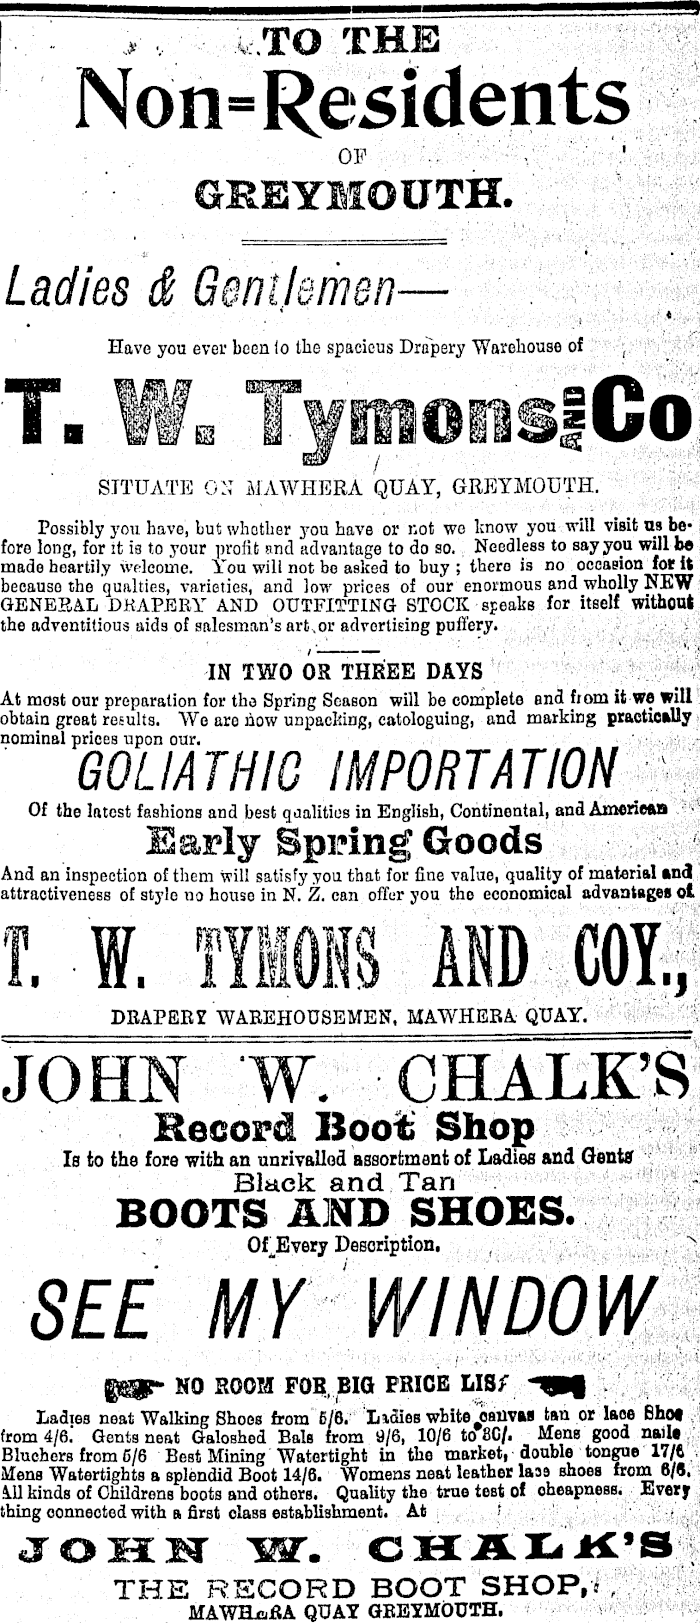 TO THE
Non=Residents
OF
GREYMOUTH.
Ladies & Gentlemen—
Have you ever been to the spacious Drapery Warehouse of
T. W. Tymons AND Co
SITUATE ON MAWHERA QUAY, GREYMOUTH.
Possibly you have, but whether you have or not we know you will visit us be-
fore long, for it is to your profit and advantage to do so. Needless to say you will be
made heartily welcome. You will not be asked to buy; there is no occasion for it
because the qualties, varieties, and low prices of our enormous and wholly NEW
GENERAL DRAPERY AND OUTFITTING STOCK speaks for itself without
the adventitious aids of salesman's art or advertising puffery.
IN TWO OR THREE DAYS
At most our preparation for the Spring Season will be complete and from it we will
obtain great results. We are now unpacking, catologuing, and marking practically
nominal prices upon our.
GOLIATHIC IMPORTATION
Of the latest fashions and best qualities in English, Continental, and American
Early Spring Goods
And an inspection of them will satisfy you that for fine value, quality of material and
attractiveness of style no house in N. Z. can offer you the economical advantages of
T. W. TYMONS AND COY.,
DRAPERY WAREHOUSEMEN, MAWHERA QUAY.
JOHN W. CHALK'S
Record Boot Shop
Is to the fore with an unrivalled assortment of Ladies and Gents
Black and Tan
BOOTS AND SHOES.
Of Every Description.
SEE MY WINDOW
NO ROOM FOR BIG PRICE LIST
Ladies neat Walking Shoes from 5/6. Ladies white canvas tan or lace Shoe
from 4/6. Gents neat Galoshed Bals from 9/6, 10/6 to 30/. Mens good nails
Bluchers from 5/6 Best Mining Watertight in the market, double tongue 17/6
Mens Watertights a splendid Boot 14/6. Womens neat leather lace shoes from 6/6.
All kinds of Childrens boots and others. Quality the true test of cheapness. Every
thing connected with a first class establishment. At
JOHN W. CHALK'S
THE RECORD BOOT SHOP,
MAWHERA QUAY GREYMOUTH.